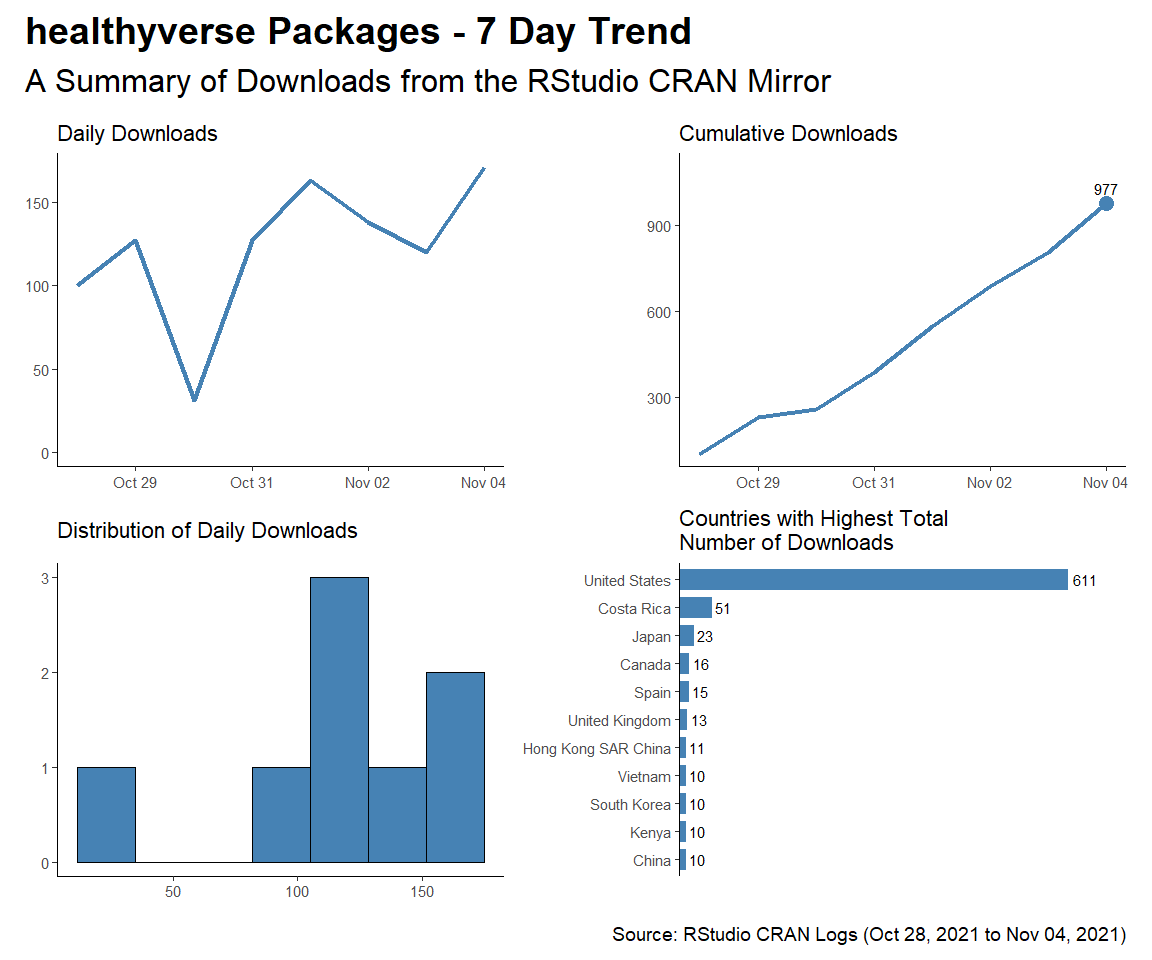 healthyverse Packages - 7 Day Trend
A Summary of Downloads from the RStudio CRAN Mirror
Daily Downloads
150
100
50
0
Oct 29 Oct 31 Nov 02 Nov 04
Cumulative Downloads
977
900
600
300
Oct 29 Oct 31 Nov 02 Nov 04
Distribution of Daily Downloads
3
2
1
0
50 100 150
Countries with Highest Total
Number of Downloads
United States 611
Costa Rica 51
Japan 23
Canada 16
Spain 15
United Kingdom 13
Hong Kong SAR China 11
Vietnam 10
South Korea 10
Kenya 10
China 10
Source: RStudio CRAN Logs (Oct 28, 2021 to Nov 04, 2021)